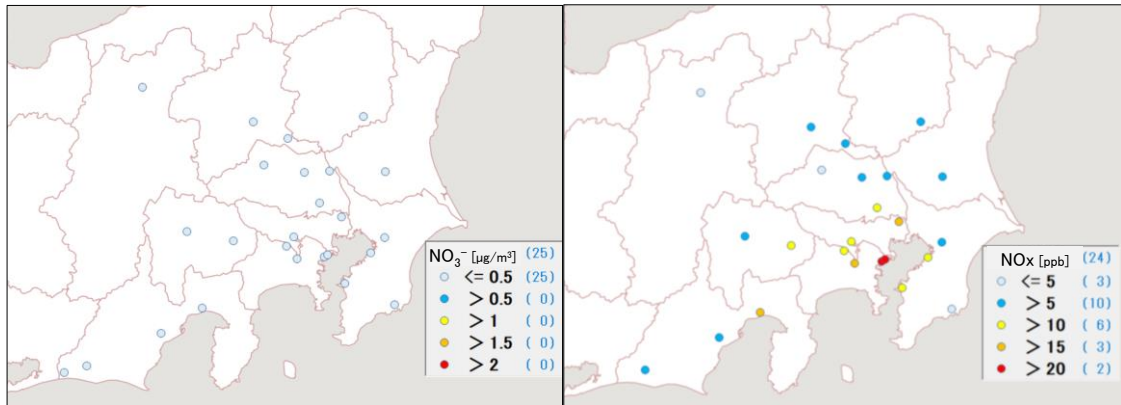 NO₃⁻ [μg/m³] (25)
<= 0.5 (25)
> 0.5 ( 0)
> 1 ( 0)
> 1.5 ( 0)
> 2 ( 0)
NOx [ppb] (24)
<= 5 ( 3)
> 5 (10)
> 10 ( 6)
> 15 ( 3)
> 20 ( 2)